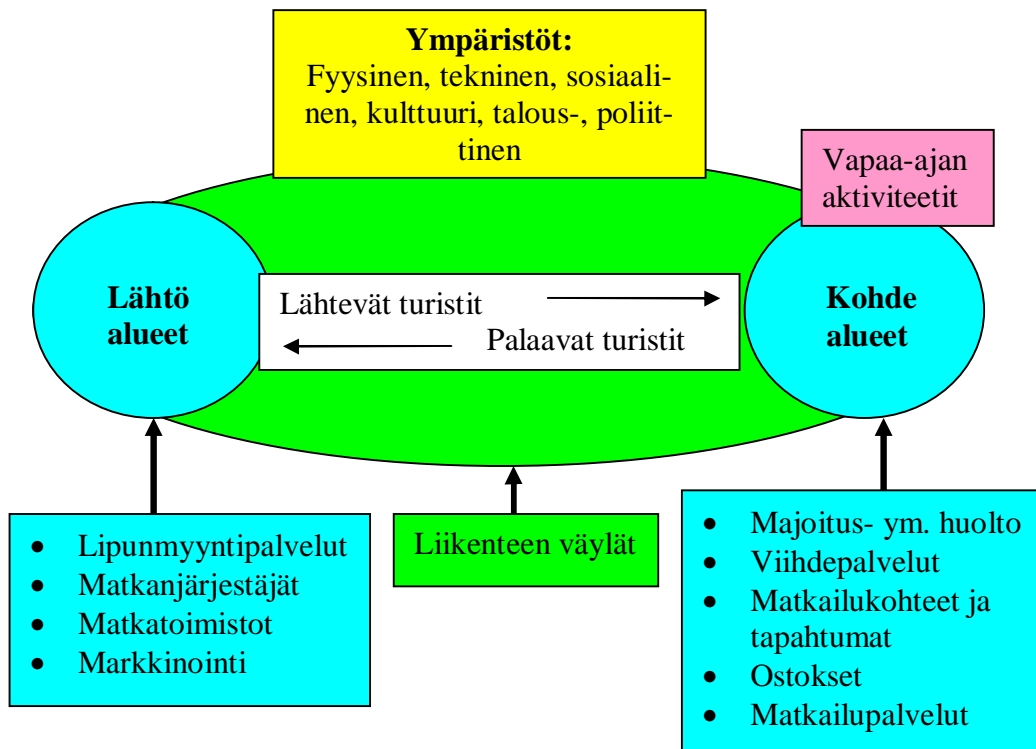 Ympäristöt:
Fyysinen, tekninen, sosiaali-
nen, kulttuuri, talous-, poliit-
tinen
Vapaa-ajan
aktiviteetit
Lähtö
alueet
Lähtevät turistit
Palaavat turistit
Kohde
alueet
• Lipunmyyntipalvelut
• Matkanjärjestäjät
• Matkatoimistot
• Markkinointi
Liikenteen väylät
• Majoitus- ym. huolto
• Viihdepalvelut
• Matkailukohteet ja
tapahtumat
• Ostokset
• Matkailupalvelut